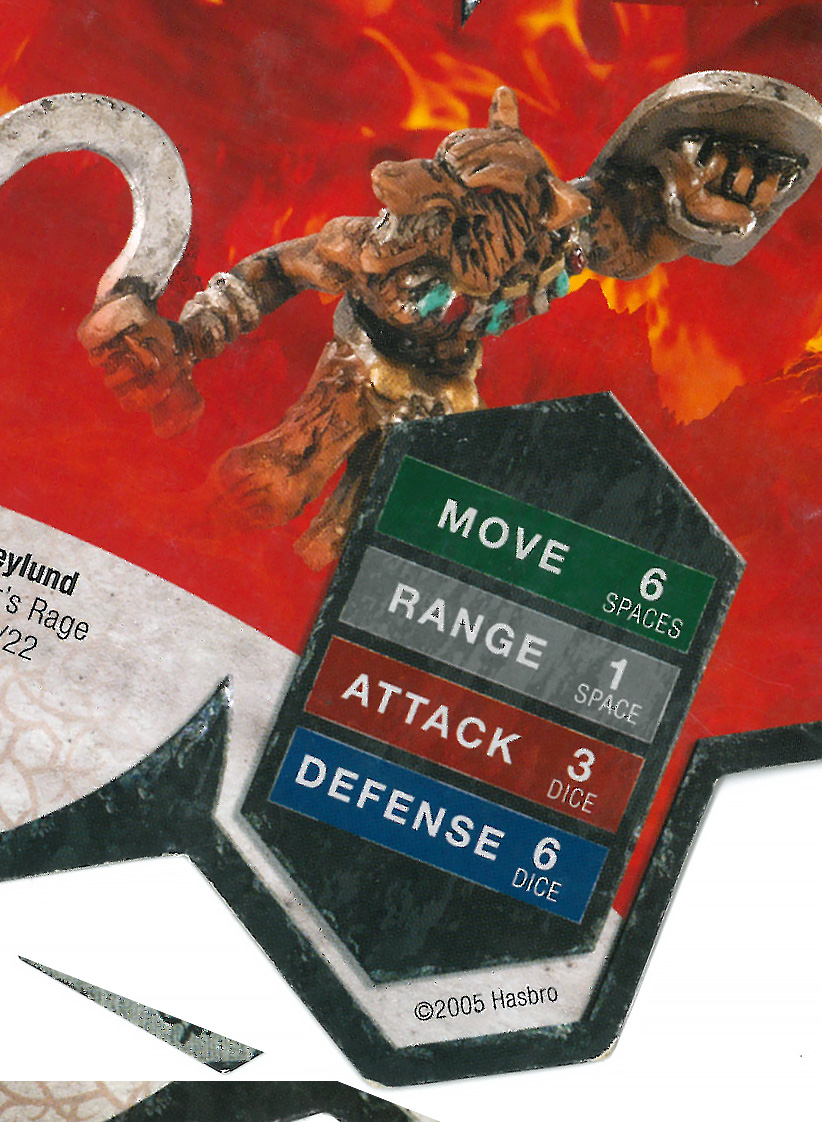 MOVE 6
SPACES
RANGE 1
SPACE
ATTACK 3
DICE
DEFENSE 6
DICE
eylund
r's Rage
/22
©2005 Hasbro